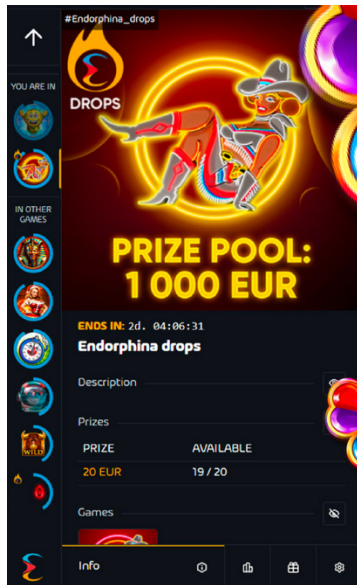 #Endorphina_drops
DROPS
YOU ARE IN
IN OTHER
GAMES
WILD
PRIZE POOL:
1 000 EUR
ENDS IN: 2d. 04:06:31
Endorphina drops
Description
Prizes
PRIZE AVAILABLE
20 EUR 19 / 20
Games
Info